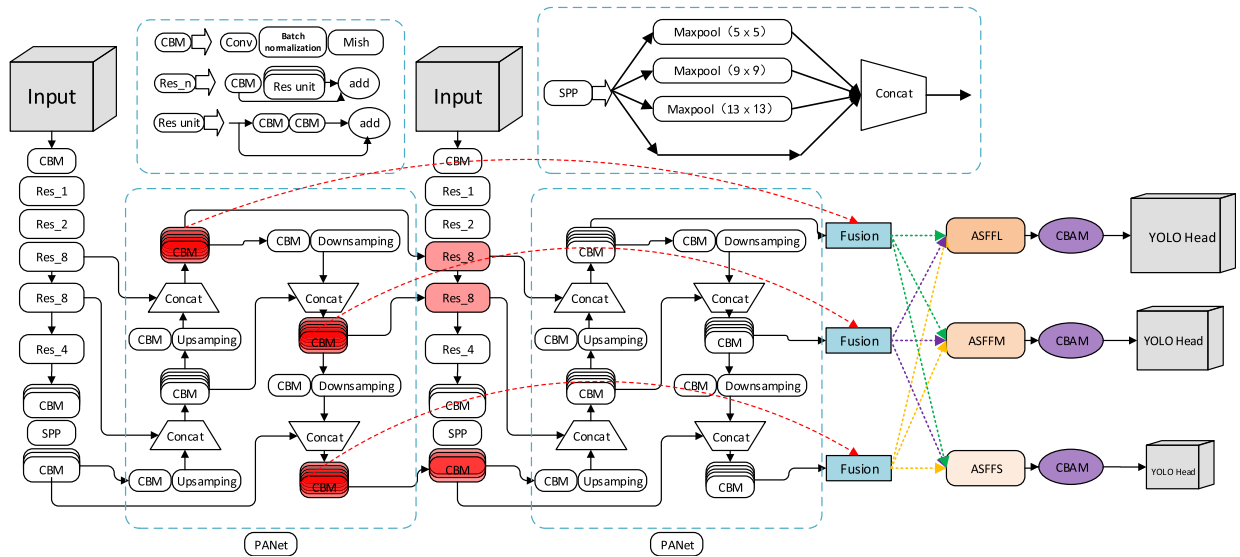 CBM
Conv
Batch
normalization
Mish
Res_n
CBM
Res unit
add
Res unit
CBM
CBM
add
SPP
Maxpool（5 x 5）
Maxpool（9 x 9）
Maxpool（13 x 13）
Concat
Input
CBM
Res_1
Res_2
Res_8
Res_8
Res_4
CBM
SPP
CBM
CBM
CBM
Downsamping
Concat
Concat
CBM
Upsamping
CBM
CBM
CBM
Downsamping
Concat
Concat
CBM
Upsamping
CBM
PANet
Input
CBM
Res_1
Res_2
Res_8
Res_8
Res_4
CBM
SPP
CBM
CBM
CBM
Downsamping
Concat
Concat
CBM
Upsamping
CBM
CBM
CBM
Downsamping
Concat
Concat
CBM
Upsamping
CBM
PANet
Fusion
ASFFL
CBAM
YOLO Head
Fusion
ASFFM
CBAM
YOLO Head
Fusion
ASFFS
CBAM
YOLO Head